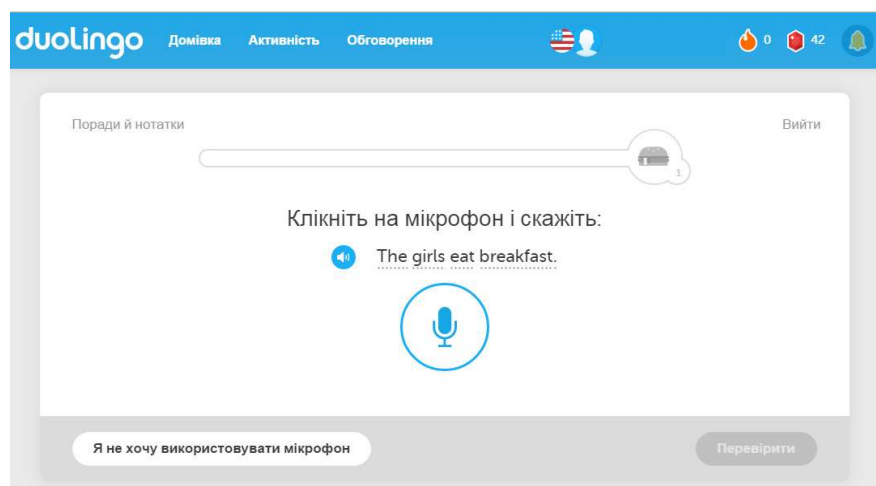 duolingo Домівка Активність Обговорення 0 42
Поради й нотатки Вийти
1
Клікніть на мікрофон і скажіть:
The girls eat breakfast.
Я не хочу використовувати мікрофон Перевірити